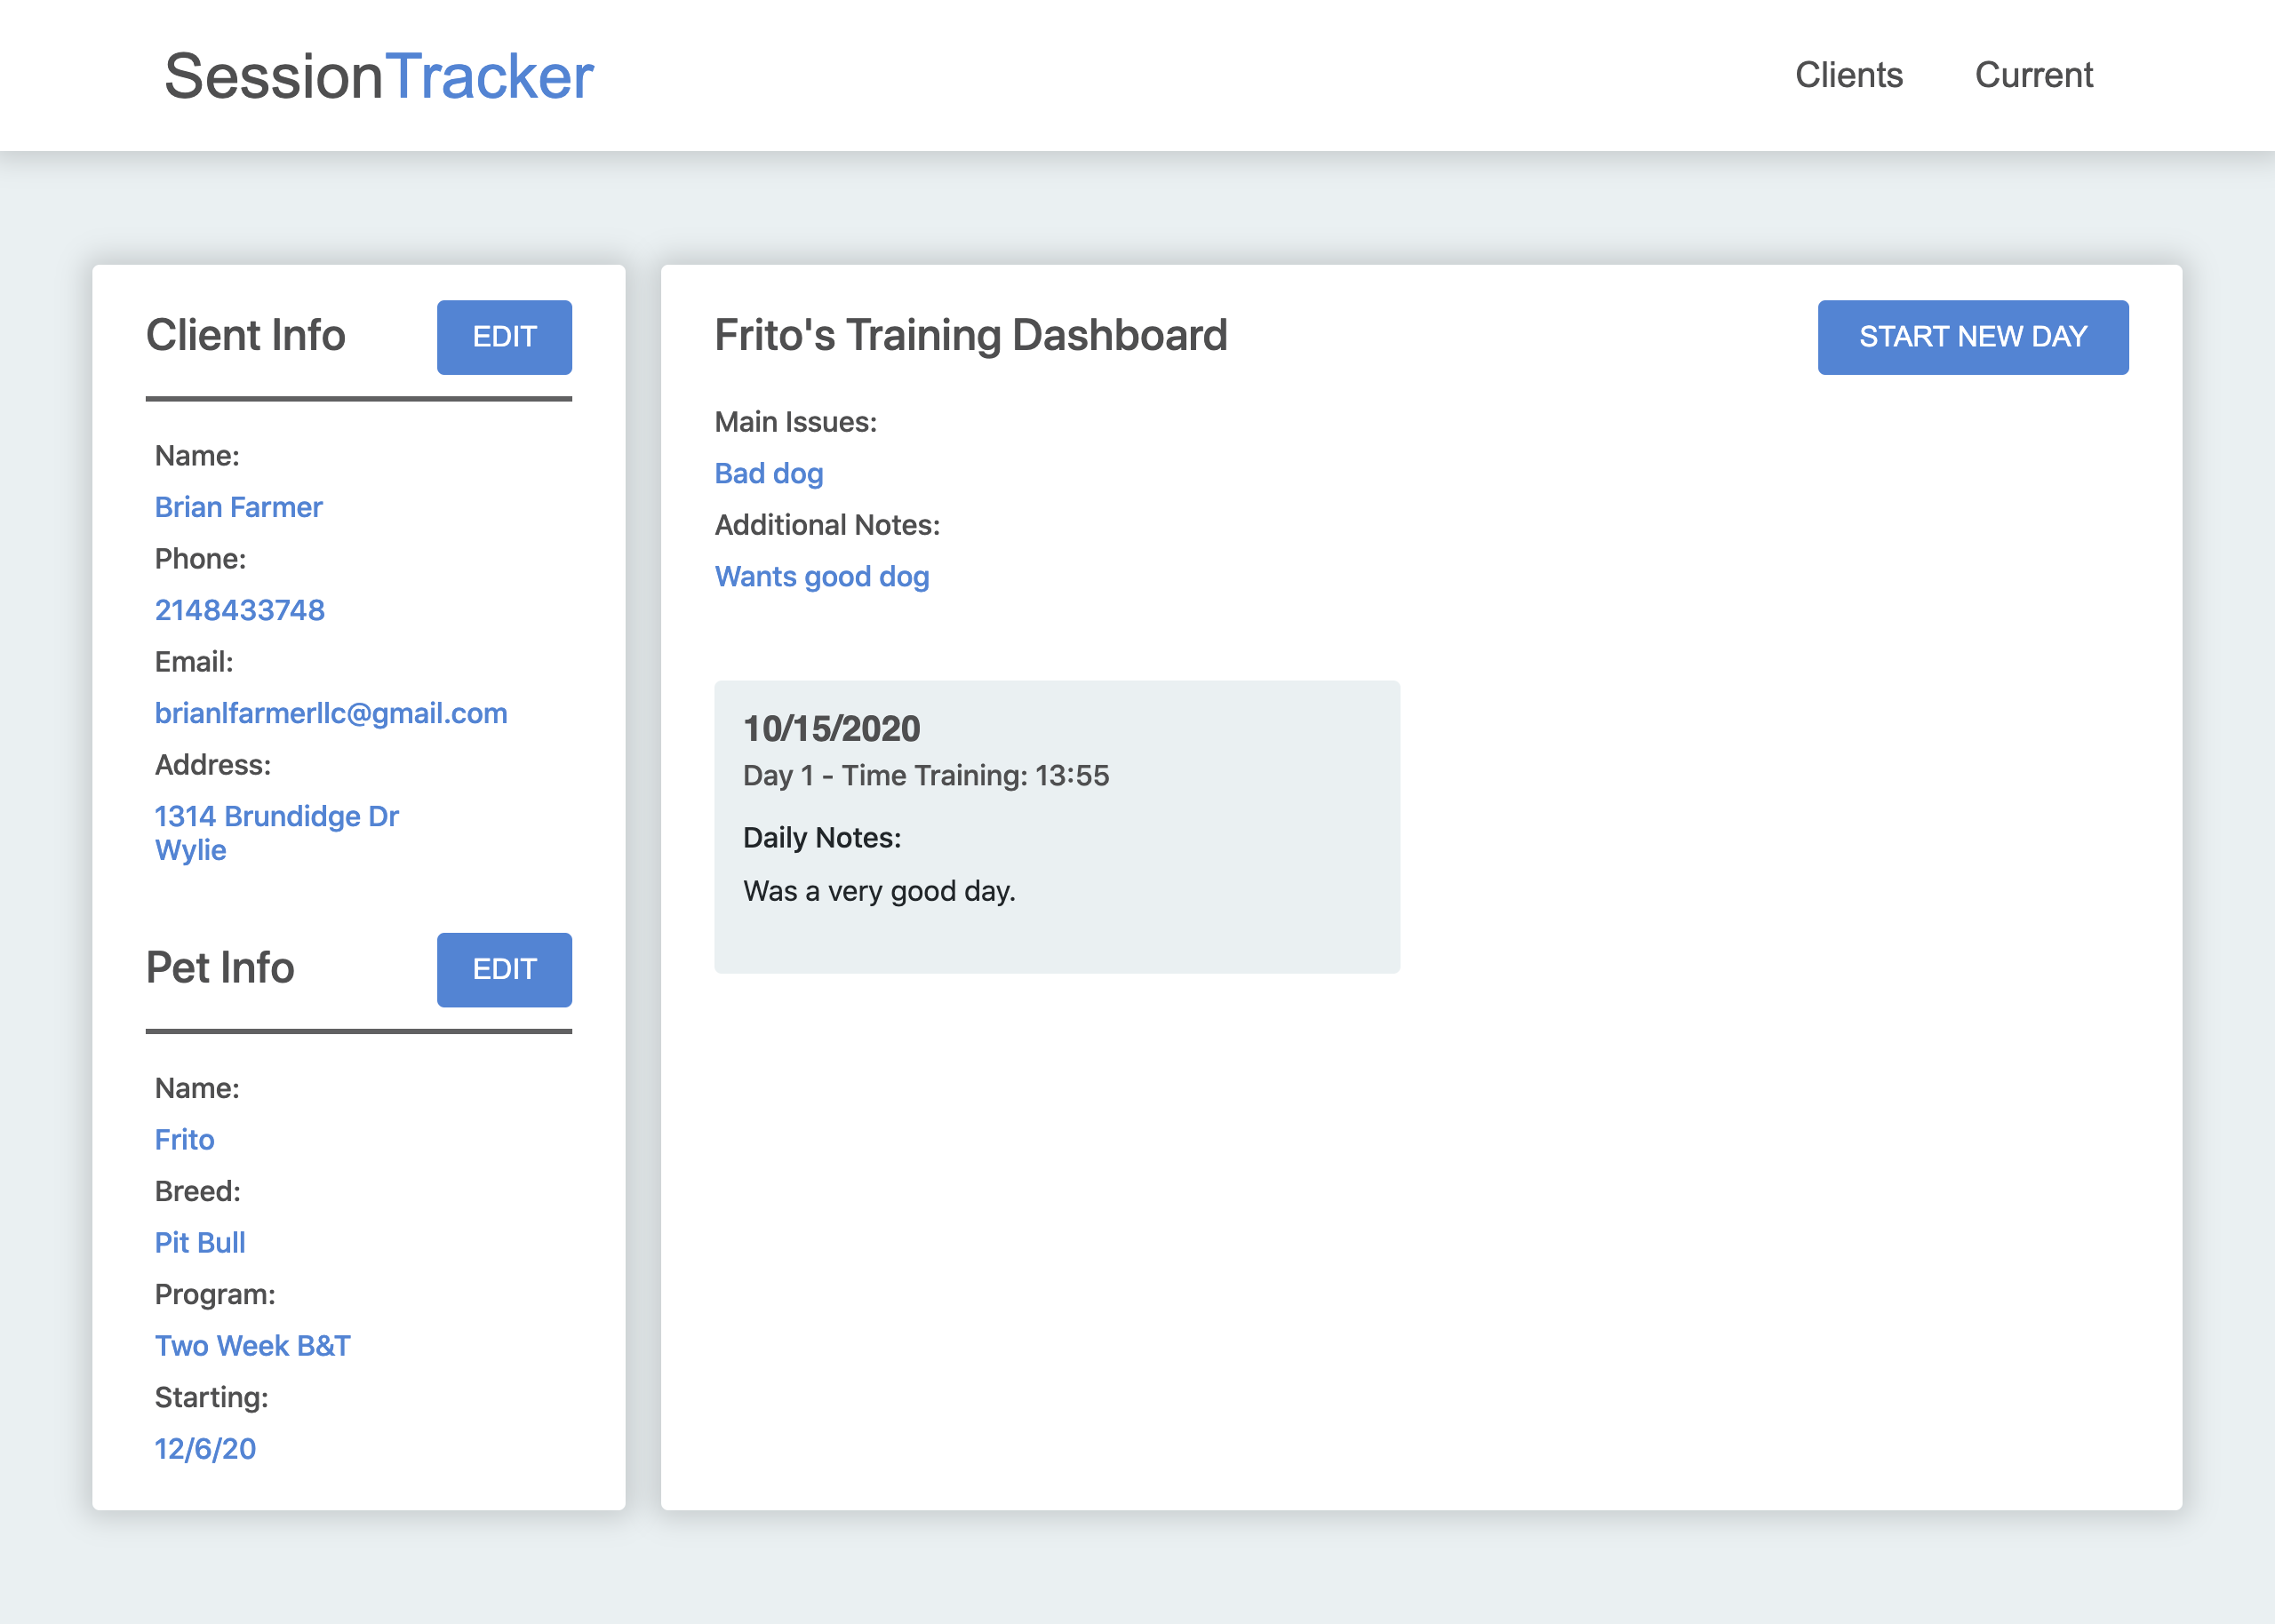 SessionTracker
Clients
Current
Client Info
EDIT
Name:
Brian Farmer
Phone:
2148433748
Email:
brianlfarmerllc@gmail.com
Address:
1314 Brundidge Dr
Wylie
Pet Info
EDIT
Name:
Frito
Breed:
Pit Bull
Program:
Two Week B&T
Starting:
12/6/20
Frito's Training Dashboard
START NEW DAY
Main Issues:
Bad dog
Additional Notes:
Wants good dog
10/15/2020
Day 1 - Time Training: 13:55
Daily Notes:
Was a very good day.